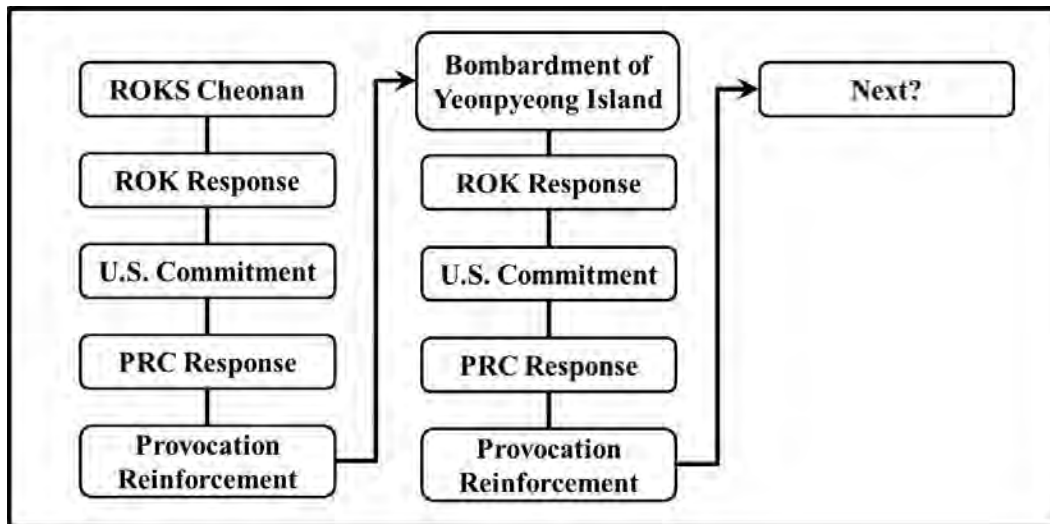 ROKS Cheonan
ROK Response
U.S. Commitment
PRC Response
Provocation
Reinforcement
Bombardment of
Yeonpyeong Island
ROK Response
U.S. Commitment
PRC Response
Provocation
Reinforcement
Next?